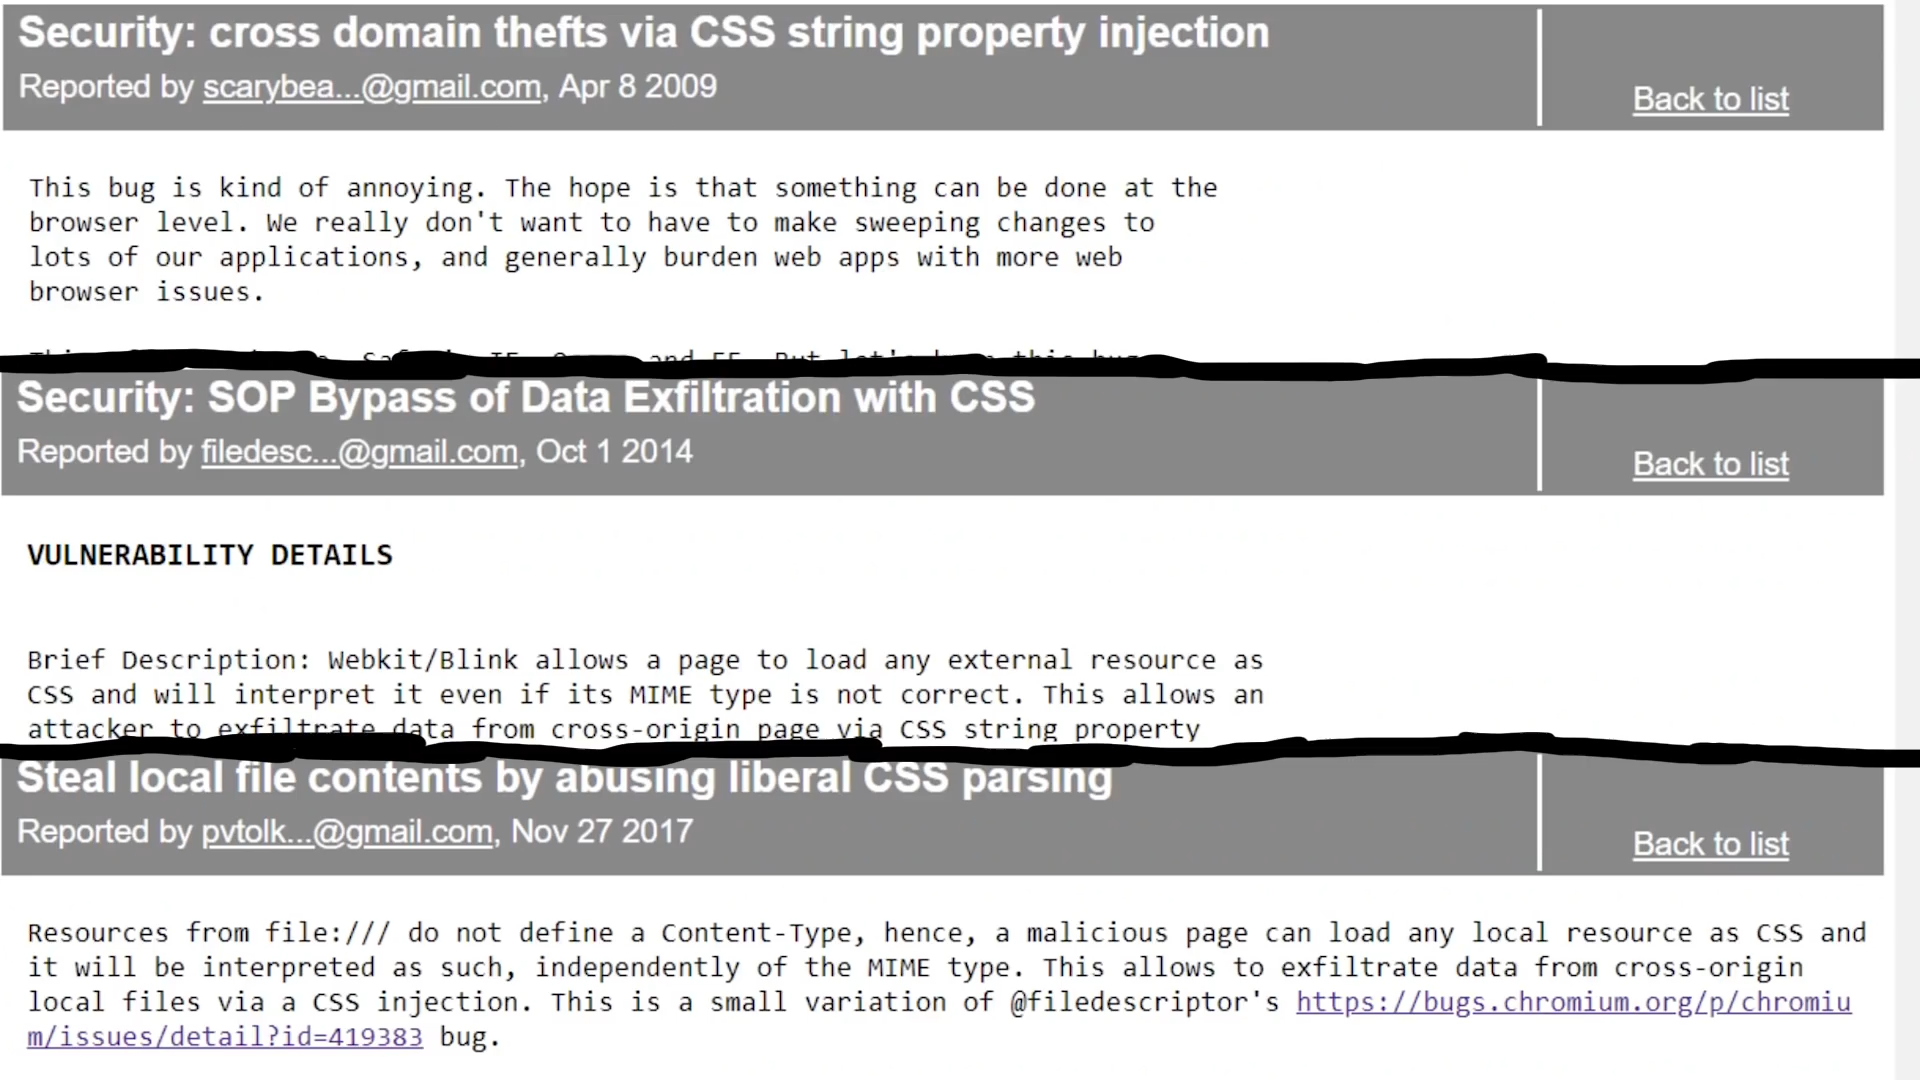 Security: cross domain thefts via CSS string property injection
Reported by scarybea...@gmail.com, Apr 8 2009
Back to list
This bug is kind of annoying. The hope is that something can be done at the
browser level. We really don't want to have to make sweeping changes to
lots of our applications, and generally burden web apps with more web
browser issues.
Security: SOP Bypass of Data Exfiltration with CSS
Reported by filedesc...@gmail.com, Oct 1 2014
Back to list
VULNERABILITY DETAILS
Brief Description: Webkit/Blink allows a page to load any external resource as
CSS and will interpret it even if its MIME type is not correct. This allows an
attacker to exfiltrate data from cross-origin page via CSS string property
Steal local file contents by abusing liberal CSS parsing
Reported by pvtolk...@gmail.com, Nov 27 2017
Back to list
Resources from file:/// do not define a Content-Type, hence, a malicious page can load any local resource as CSS and
it will be interpreted as such, independently of the MIME type. This allows to exfiltrate data from cross-origin
local files via a CSS injection. This is a small variation of @filedescriptor's https://bugs.chromium.org/p/chromiu
m/issues/detail?id=419383 bug.